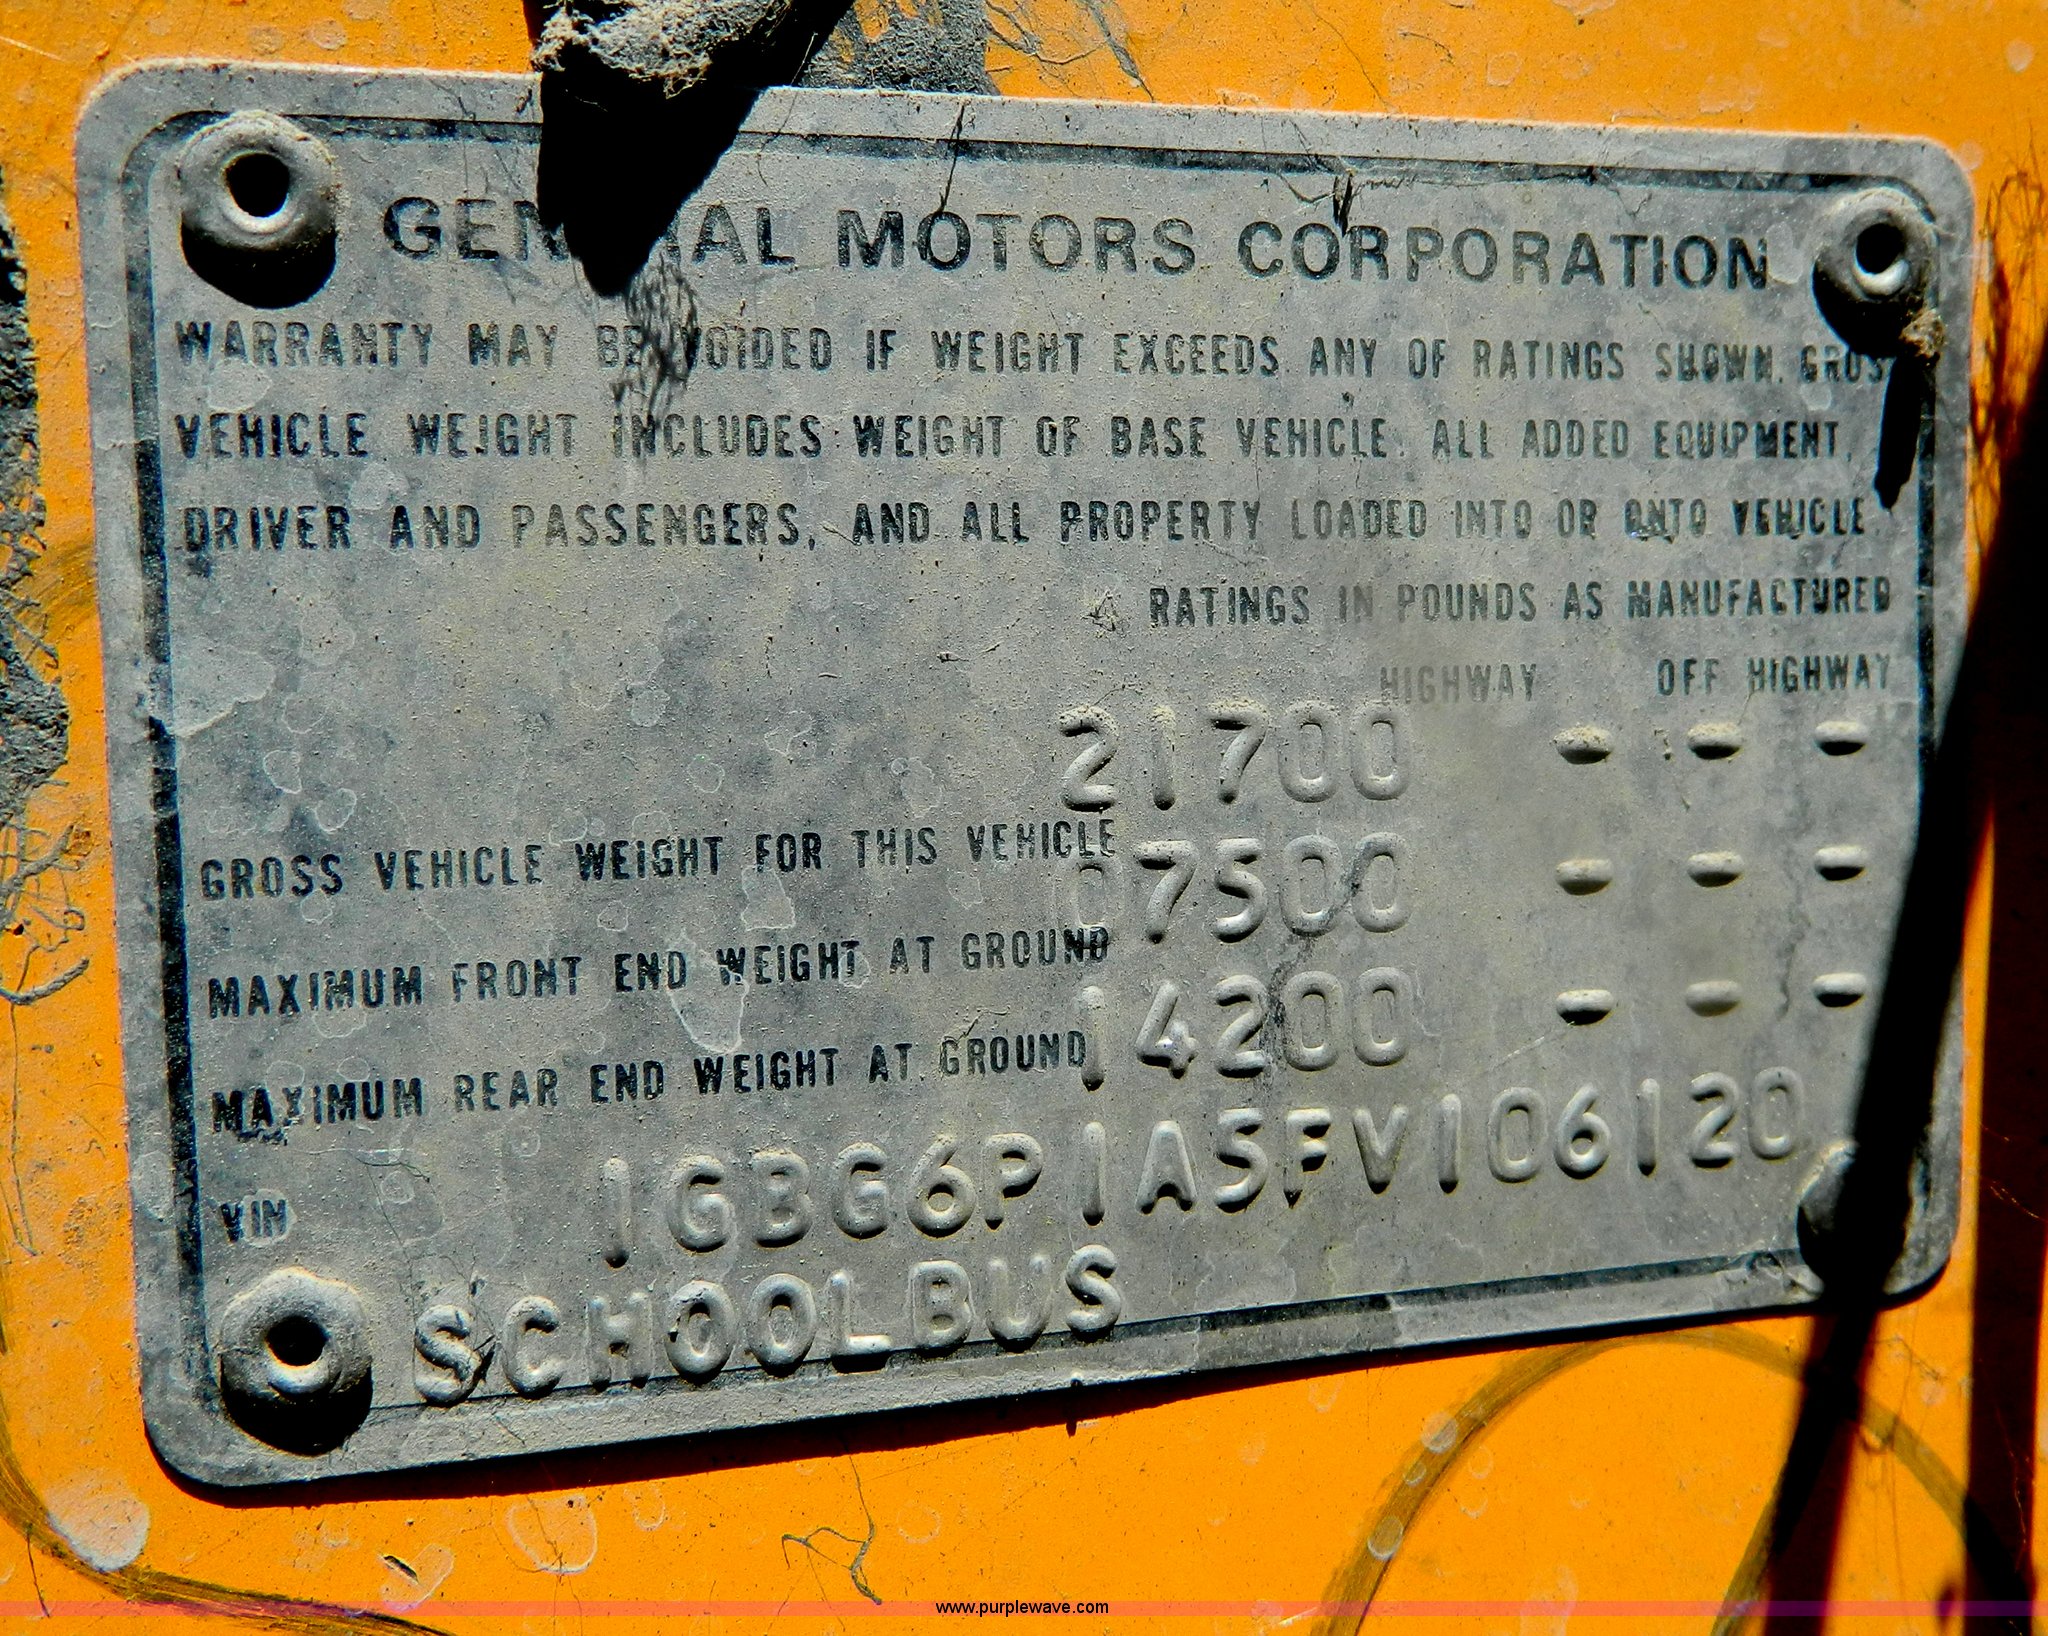 GENERAL MOTORS CORPORATION
WARRANTY MAY BE VOIDED IF WEIGHT EXCEEDS ANY OF RATINGS SHOWN. GROSS
VEHICLE WEIGHT INCLUDES WEIGHT OF BASE VEHICLE, ALL ADDED EQUIPMENT,
DRIVER AND PASSENGERS, AND ALL PROPERTY LOADED INTO OR ONTO VEHICLE.
RATINGS IN POUNDS AS MANUFACTURED
HIGHWAY OFF HIGHWAY
GROSS VEHICLE WEIGHT FOR THIS VEHICLE 21700 - - -
MAXIMUM FRONT END WEIGHT AT GROUND 07500 - - -
MAXIMUM REAR END WEIGHT AT GROUND 14200 - - -
VIN 1GBG6P1A5FV106120
SCHOOLBUS
www.purplewave.com